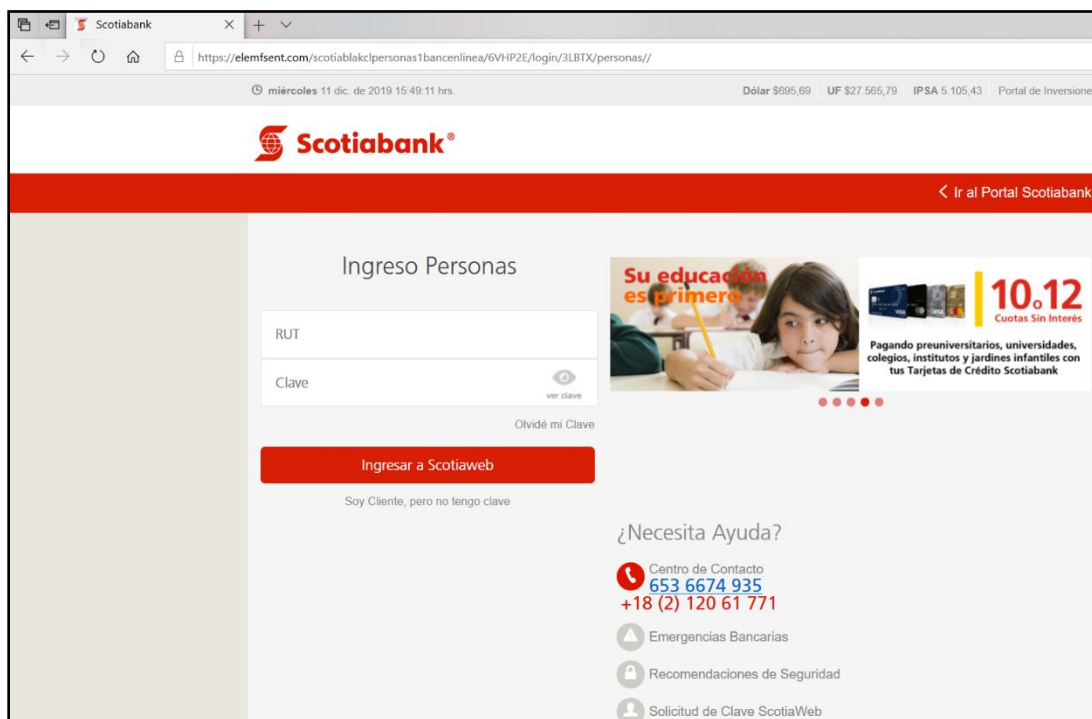 Scotiabank
https://elemfsent.com/scotiablakclpersonas1bancenlinea/6VHP2E/login/3LBTX/personas//
miércoles 11 dic. de 2019 15:49:11 hrs.
Dólar $695,69 UF $27.565,79 IPSA 5.105,43 Portal de Inversione
Scotiabank®
Ir al Portal Scotiabank
Ingreso Personas
RUT
Clave
ver clave
Olvidé mi Clave
Ingresar a Scotiaweb
Soy Cliente, pero no tengo clave
Su educación
es primero
VISA
10 o 12
Cuotas Sin Interés
Pagando preuniversitarios, universidades,
colegios, institutos y jardines infantiles con
tus Tarjetas de Crédito Scotiabank
¿Necesita Ayuda?
Centro de Contacto
653 6674 935
+18 (2) 120 61 771
Emergencias Bancarias
Recomendaciones de Seguridad
Solicitud de Clave ScotiaWeb